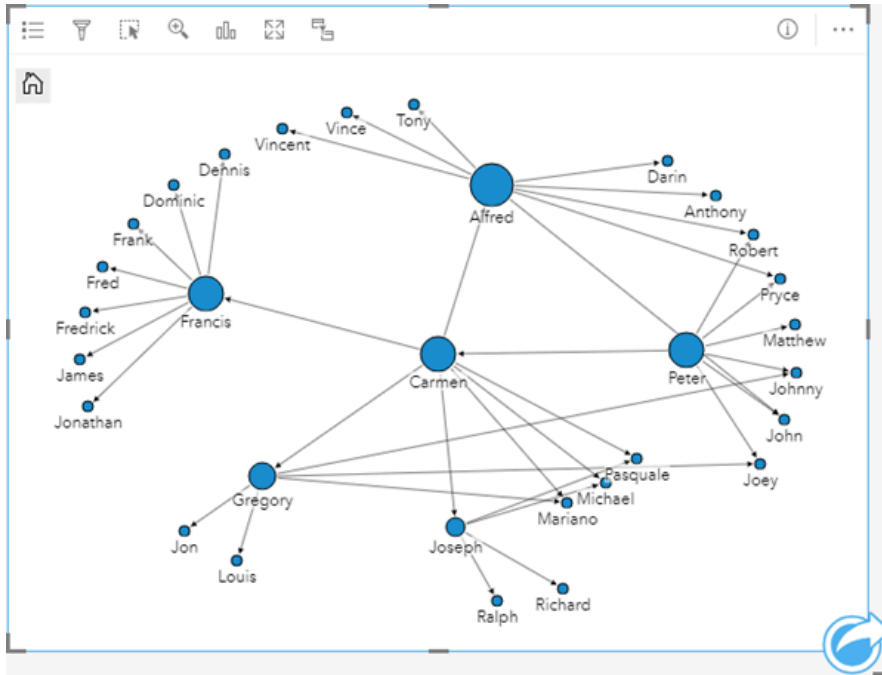 Tony
Vince
Vincent
Dennis
Darin
Dominic
Anthony
Alfred
Frank
Robert
Fred
Pryce
Francis
Fredrick
Matthew
James
Peter
Carmen
Johnny
Jonathan
John
Pasquale
Joey
Michael
Gregory
Mariano
Jon
Joseph
Louis
Richard
Ralph